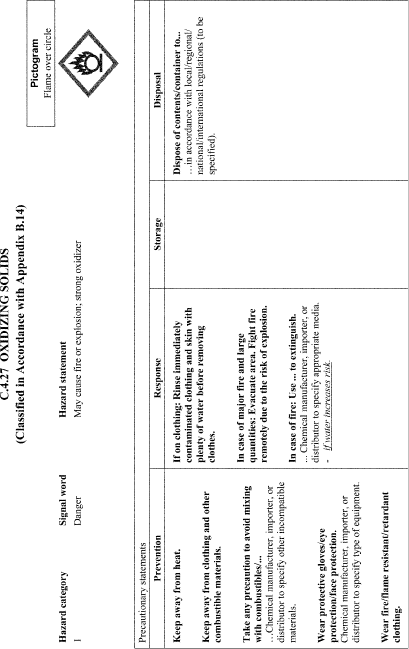 C.4.27 OXIDIZING SOLIDS
(Classified in Accordance with Appendix B.14)
Pictogram
Flame over circle
Hazard category
Signal word
Hazard statement
1
Danger
May cause fire or explosion; strong oxidizer
Precautionary statements
Prevention
Response
Storage
Disposal
Keep away from heat.
Keep away from clothing and other
combustible materials.
Take any precaution to avoid mixing
with combustibles/...
…Chemical manufacturer, importer, or
distributor to specify other incompatible
materials.
Wear protective gloves/eye
protection/face protection.
Chemical manufacturer, importer, or
distributor to specify type of equipment.
Wear fire/flame resistant/retardant
clothing.
If on clothing: Rinse immediately
contaminated clothing and skin with
plenty of water before removing
clothes.
In case of major fire and large
quantities: Evacuate area. Fight fire
remotely due to the risk of explosion.
In case of fire: Use ... to extinguish.
... Chemical manufacturer, importer, or
distributor to specify appropriate media.
- if water increases risk.
Dispose of contents/container to...
…in accordance with local/regional/
national/international regulations (to be
specified).